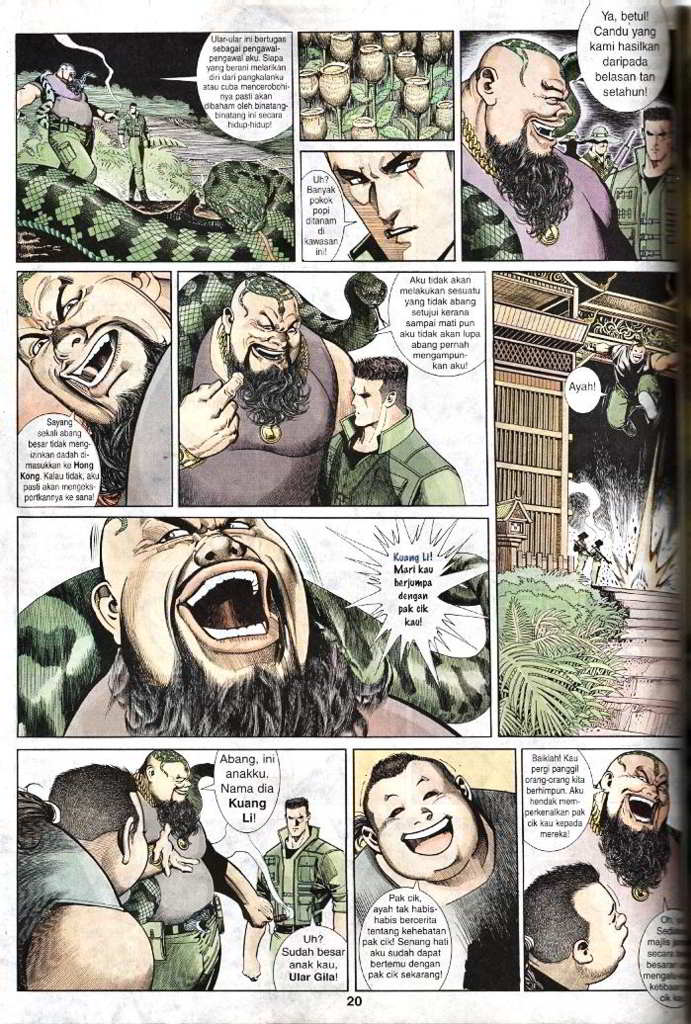 Ular-ular ini bertugas
sebagai pengawal-
pengawal aku. Siapa
yang berani melarikan
diri dari pangkalanku
atau cuba mencerobohi-
nya pasti akan
dibaham oleh binatang-
binatang ini secara
hidup-hidup!
Uh?
Banyak
pokok
popi
ditanam
di
kawasan
ini!
Ya, betul!
Candu yang
kami hasilkan
daripada
belasan tan
setahun!
Sayang
sekali abang
besar tidak meng-
izinkan dadah di-
masukkan ke Hong
Kong. Kalau tidak, aku
pasti akan mengeks-
portkannya ke sana!
Aku tidak akan
melakukan sesuatu
yang tidak abang
setujui kerana
sampai mati pun
aku tidak akan lupa
abang pernah
mengampun-
kan aku!
Ayah!
Kuang Li!
Mari kau
berjumpa
dengan
pak cik
kau!
Abang, ini
anakku.
Nama dia
Kuang
Li!
Uh?
Sudah besar
anak kau,
Ular Gila!
Pak cik,
ayah tak habis-
habis bercerita
tentang kehebatan
pak cik! Senang hati
aku dapat
bertemu dengan
pak cik sekarang!
Baiklah! Kau
pergi panggil
orang-orang kita
berhimpun. Aku
hendak mem-
perkenalkan pak
cik kau kepada
mereka!
majlis
secara
besaran
20